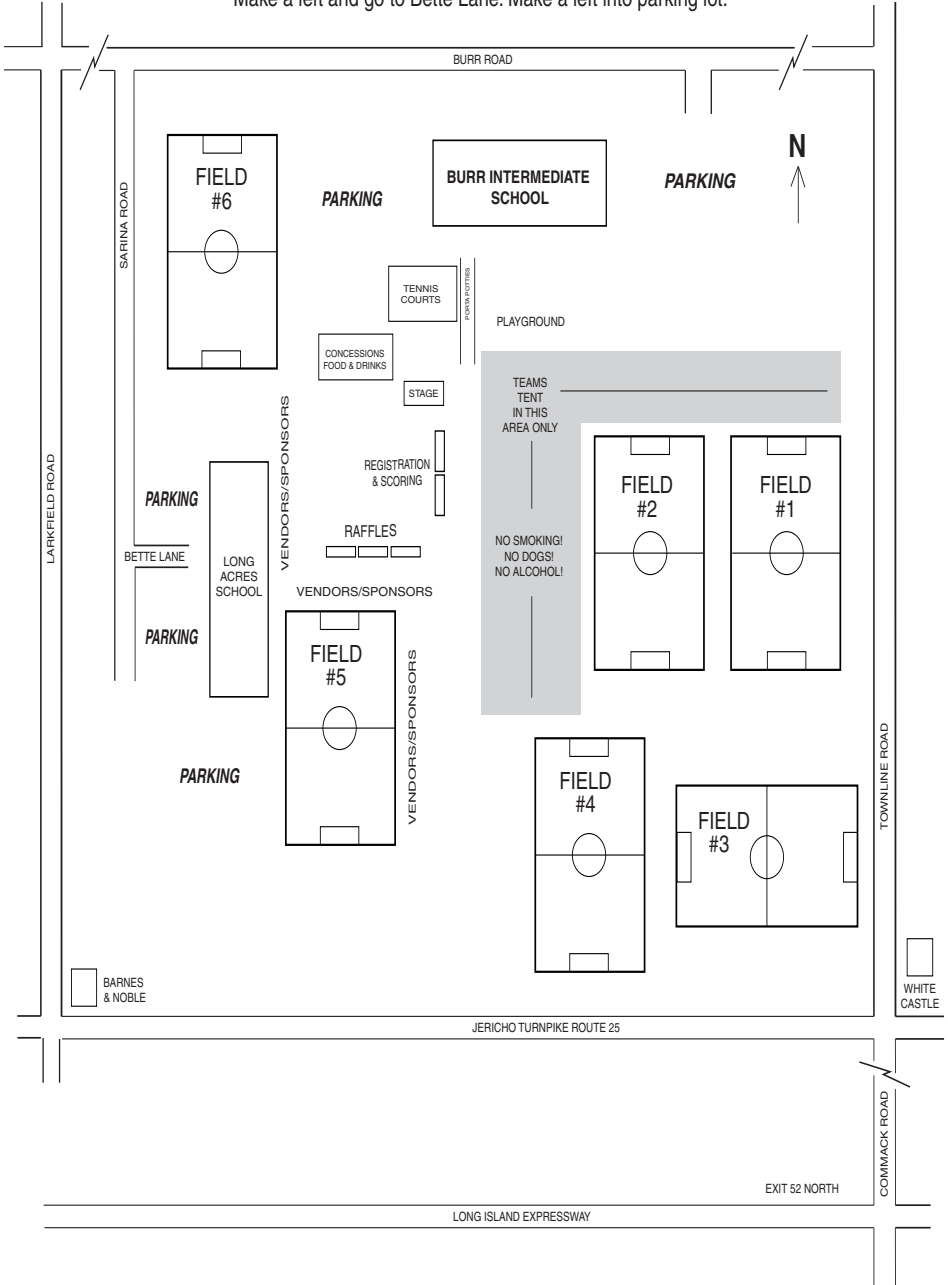 Make a left and go to Bette Lane. Make a left into parking lot.
BURR ROAD
N
FIELD
#6
PARKING
BURR INTERMEDIATE
SCHOOL
PARKING
SARINA ROAD
TENNIS
COURTS
PORTA POTTIES
PLAYGROUND
CONCESSIONS
FOOD & DRINKS
STAGE
TEAMS
TENT
IN THIS
AREA ONLY
VENDORS/SPONSORS
REGISTRATION
& SCORING
FIELD
#2
FIELD
#1
LARKFIELD ROAD
PARKING
RAFFLES
NO SMOKING!
NO DOGS!
NO ALCOHOL!
BETTE LANE
LONG
ACRES
SCHOOL
VENDORS/SPONSORS
PARKING
FIELD
#5
VENDORS/SPONSORS
PARKING
FIELD
#4
FIELD
#3
TOWNLINE ROAD
BARNES
& NOBLE
WHITE
CASTLE
JERICHO TURNPIKE ROUTE 25
COMMACK ROAD
EXIT 52 NORTH
LONG ISLAND EXPRESSWAY